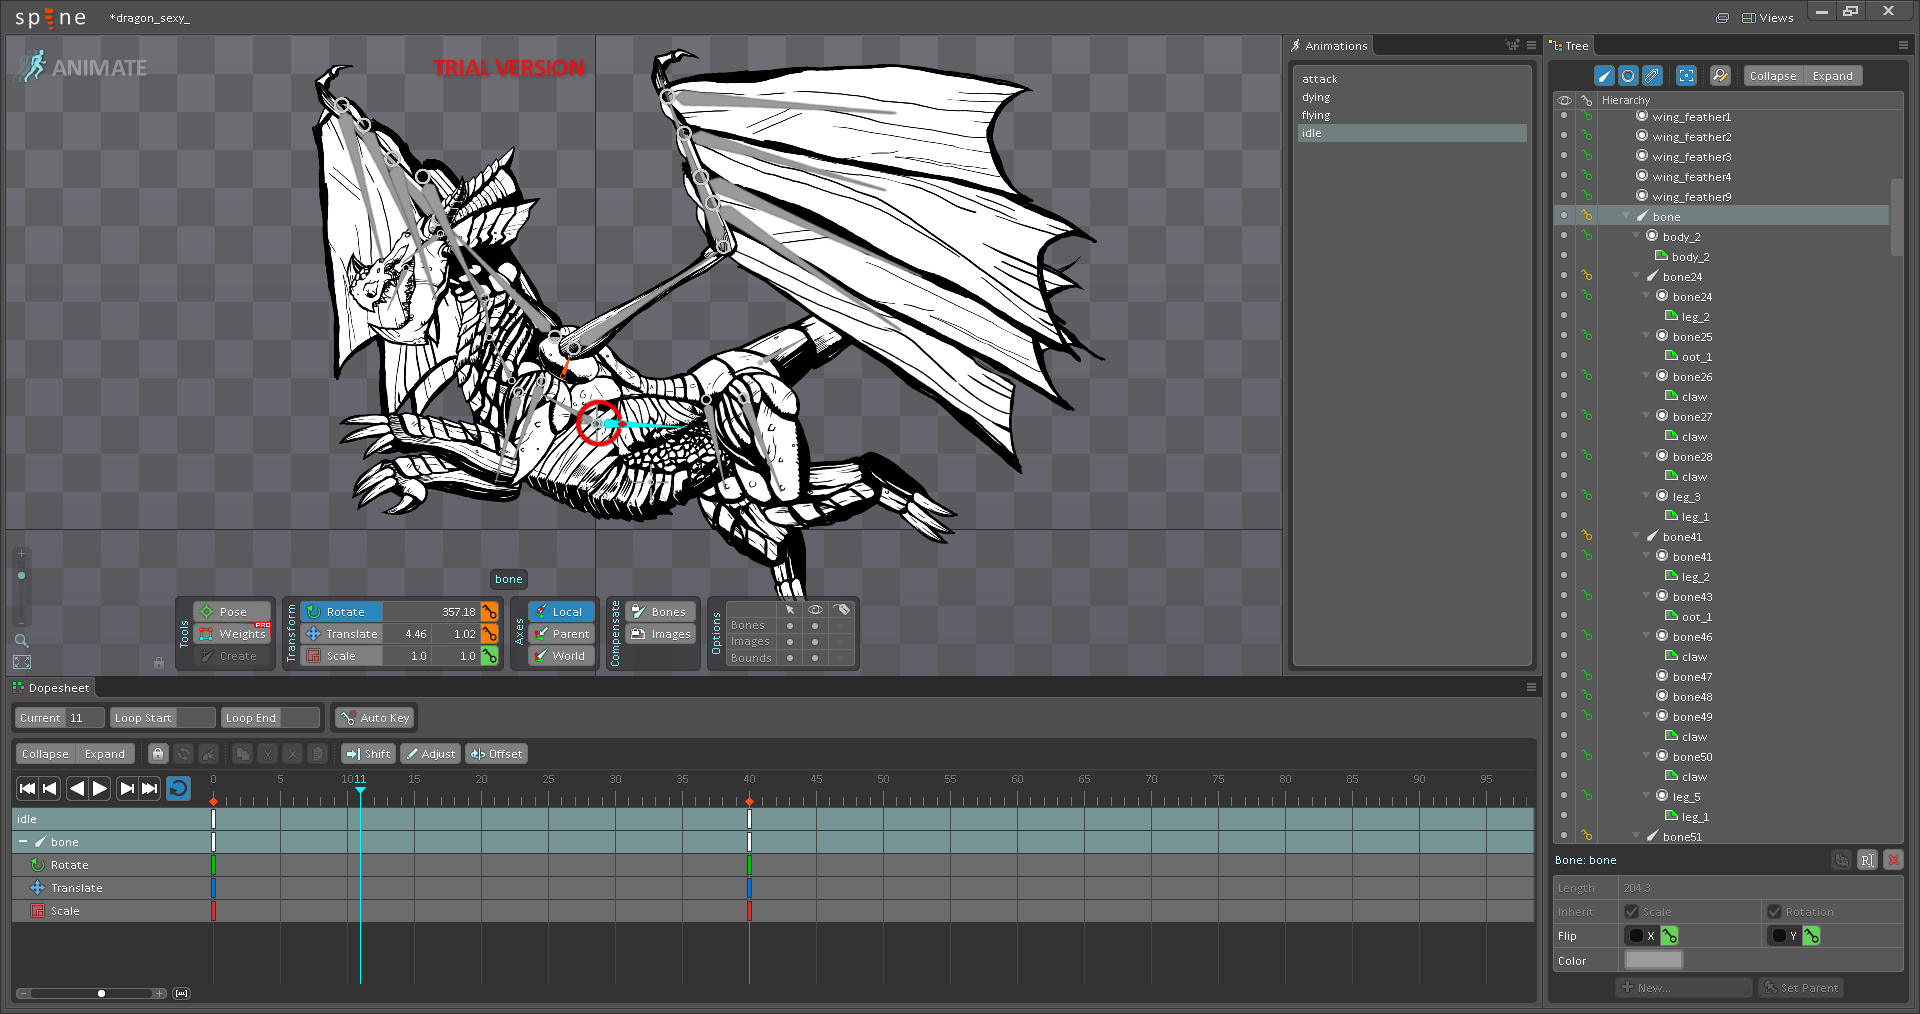 spine *dragon_sexy_
Views
ANIMATE
TRIAL VERSION
Animations
attack
dying
flying
idle
Tree
Collapse Expand
Hierarchy
wing_feather1
wing_feather2
wing_feather3
wing_feather4
wing_feather9
bone
body_2
body_2
bone24
bone24
leg_2
bone25
oot_1
bone26
claw
bone27
claw
bone28
claw
leg_3
leg_1
bone41
bone41
leg_2
bone43
oot_1
bone46
claw
bone47
bone48
bone49
claw
bone50
claw
leg_5
leg_1
bone51
Bone: bone
Length 204.3
Inherit Scale Rotation
Flip X Y
Color
New... Set Parent
bone
Tools
Pose
Weights PRO
Create
Transform
Rotate 357.18
Translate 4.46 1.02
Scale 1.0 1.0
Axes
Local
Parent
World
Compensate
Bones
Images
Options
Bones
Images
Bounds
Dopesheet
Current 11 Loop Start Loop End Auto Key
Collapse Expand Shift Adjust Offset
0 5 10 11 15 20 25 30 35 40 45 50 55 60 65 70 75 80 85 90 95
idle
bone
Rotate
Translate
Scale